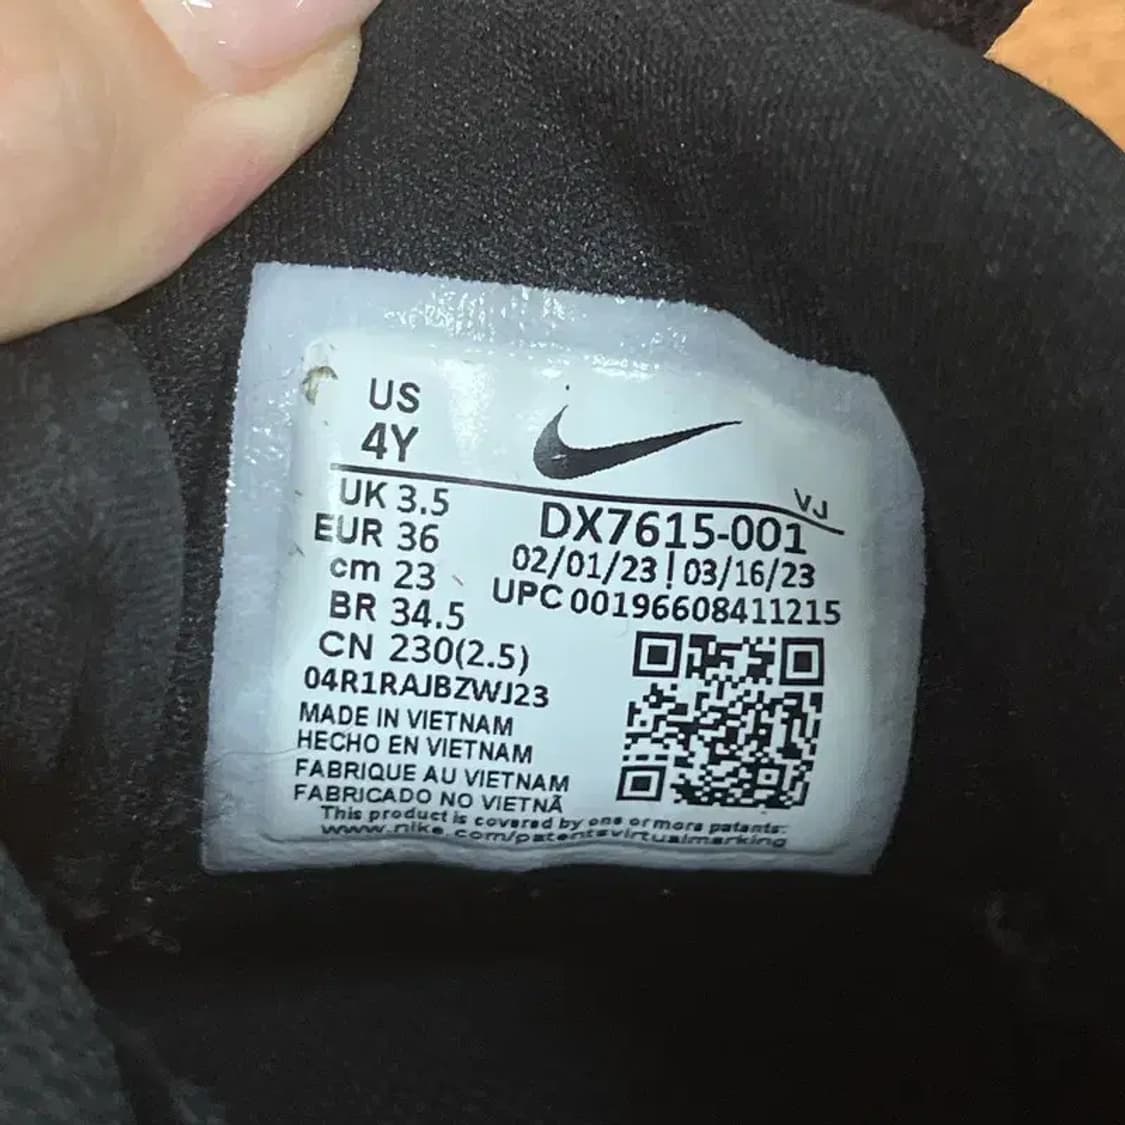 US
4Y
UK 3.5
EUR 36
cm 23
BR 34.5
CN 230(2.5)
04R1RAJBZWJ23
MADE IN VIETNAM
HECHO EN VIETNAM
FABRIQUE AU VIETNAM
FABRICADO NO VIETNÃ
This product is covered by one or more patents:
www.nike.com/patentsvirtualmarking
VJ
DX7615-001
02/01/23 | 03/16/23
UPC 00196608411215